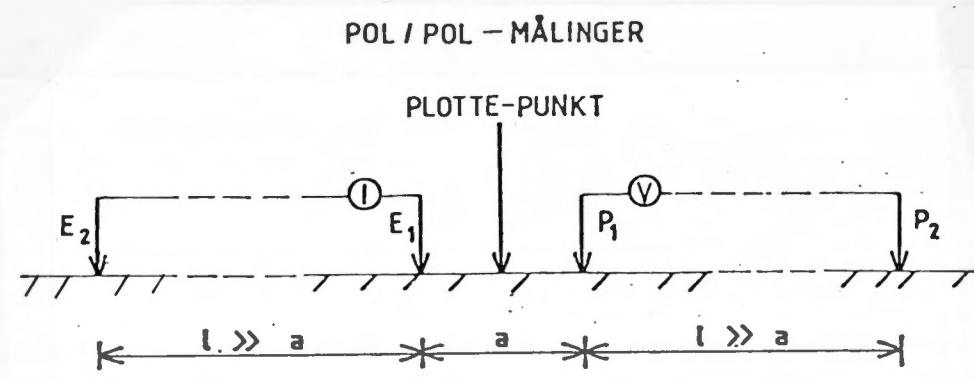 POL / POL – MÅLINGER
PLOTTE-PUNKT
I V
E2 E1 P1 P2
l. >> a a l >> a